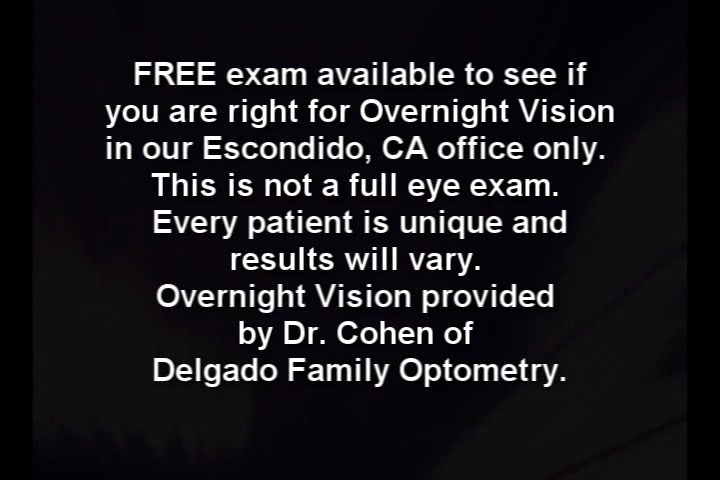 FREE exam available to see if
you are right for Overnight Vision
in our Escondido, CA office only.
This is not a full eye exam.
Every patient is unique and
results will vary.
Overnight Vision provided
by Dr. Cohen of
Delgado Family Optometry.